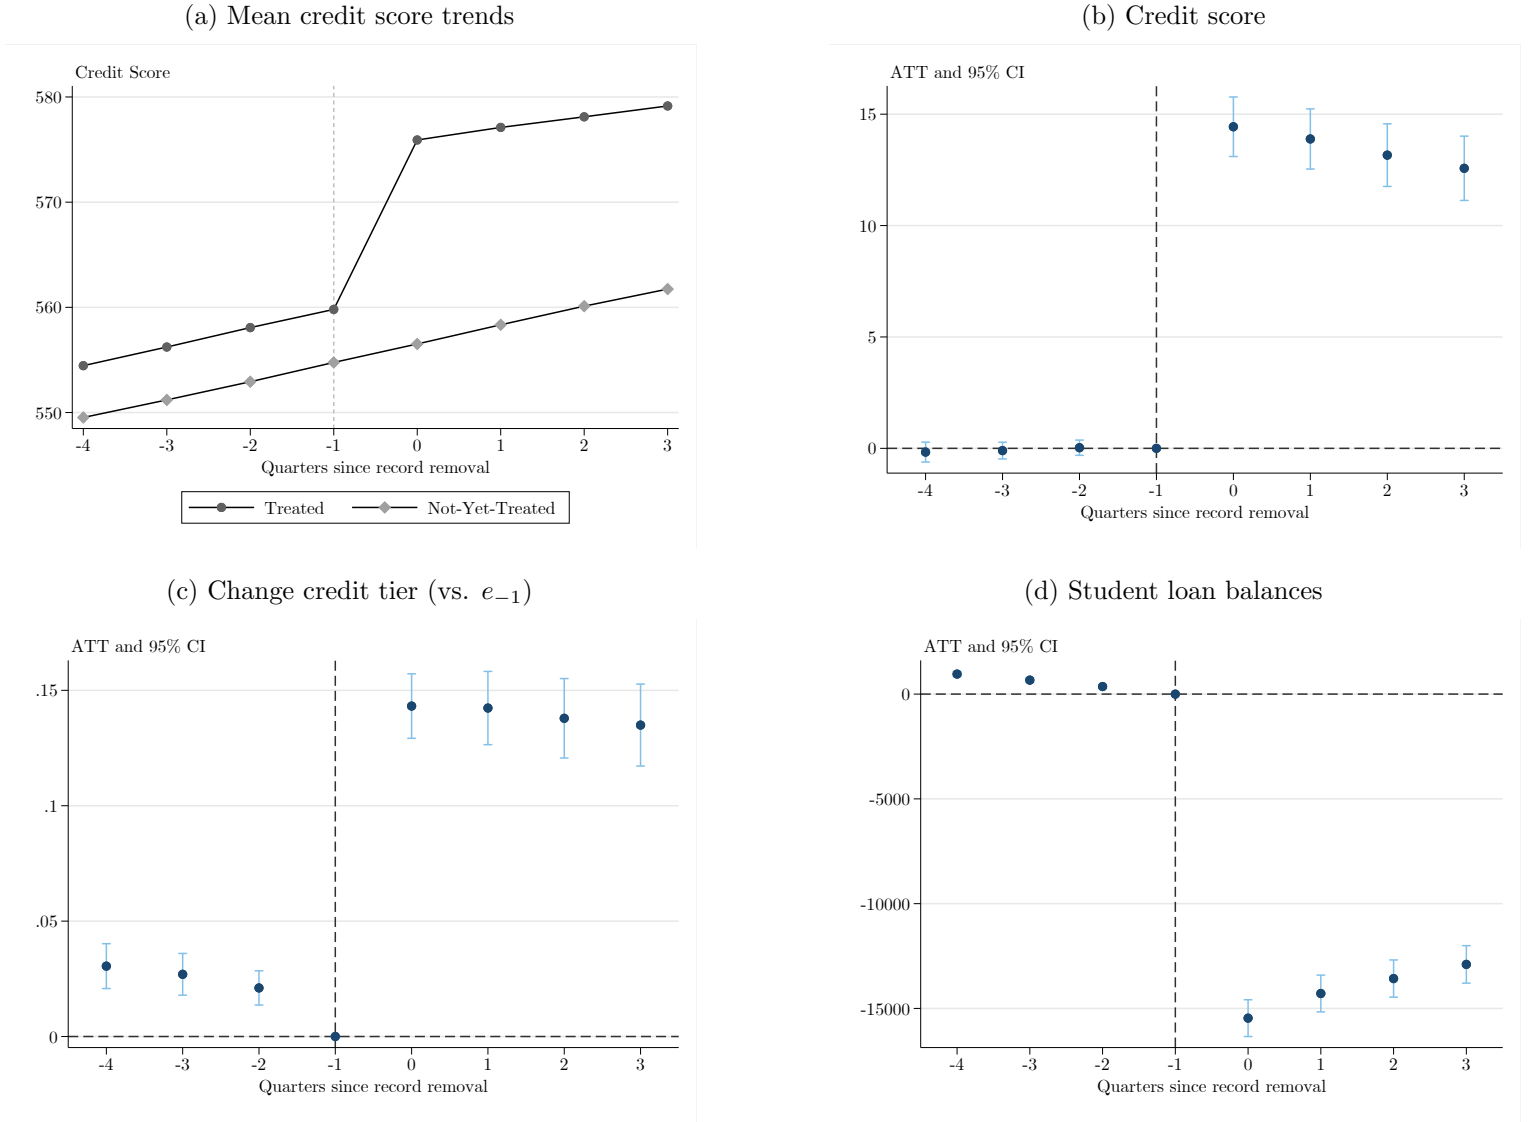 (a) Mean credit score trends
Credit Score
580
570
560
550
-4 -3 -2 -1 0 1 2 3
Quarters since record removal
Treated Not-Yet-Treated
(b) Credit score
ATT and 95% CI
15
10
5
0
-4 -3 -2 -1 0 1 2 3
Quarters since record removal
(c) Change credit tier (vs. e₋₁)
ATT and 95% CI
.15
.1
.05
0
-4 -3 -2 -1 0 1 2 3
Quarters since record removal
(d) Student loan balances
ATT and 95% CI
0
-5000
-10000
-15000
-4 -3 -2 -1 0 1 2 3
Quarters since record removal